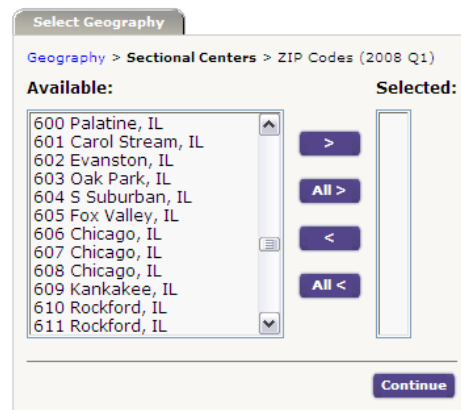 Select Geography
Geography > Sectional Centers > ZIP Codes (2008 Q1)
Available: Selected:
600 Palatine, IL
601 Carol Stream, IL
602 Evanston, IL
603 Oak Park, IL
604 S Suburban, IL
605 Fox Valley, IL
606 Chicago, IL
607 Chicago, IL
608 Chicago, IL
609 Kankakee, IL
610 Rockford, IL
611 Rockford, IL
>
All >
<
All <
Continue